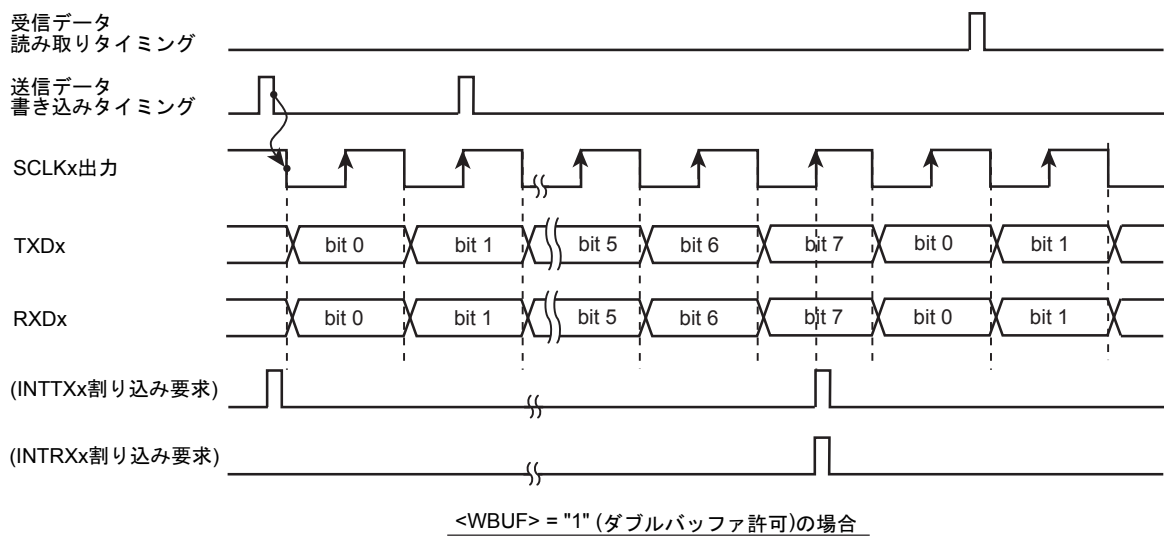 受信データ
読み取りタイミング
送信データ
書き込みタイミング
SCLKx出力
TXDx
bit 0
bit 1
bit 5
bit 6
bit 7
bit 0
bit 1
RXDx
bit 0
bit 1
bit 5
bit 6
bit 7
bit 0
bit 1
(INTTXx割り込み要求)
(INTRXx割り込み要求)
<WBUF> = "1" (ダブルバッファ許可)の場合